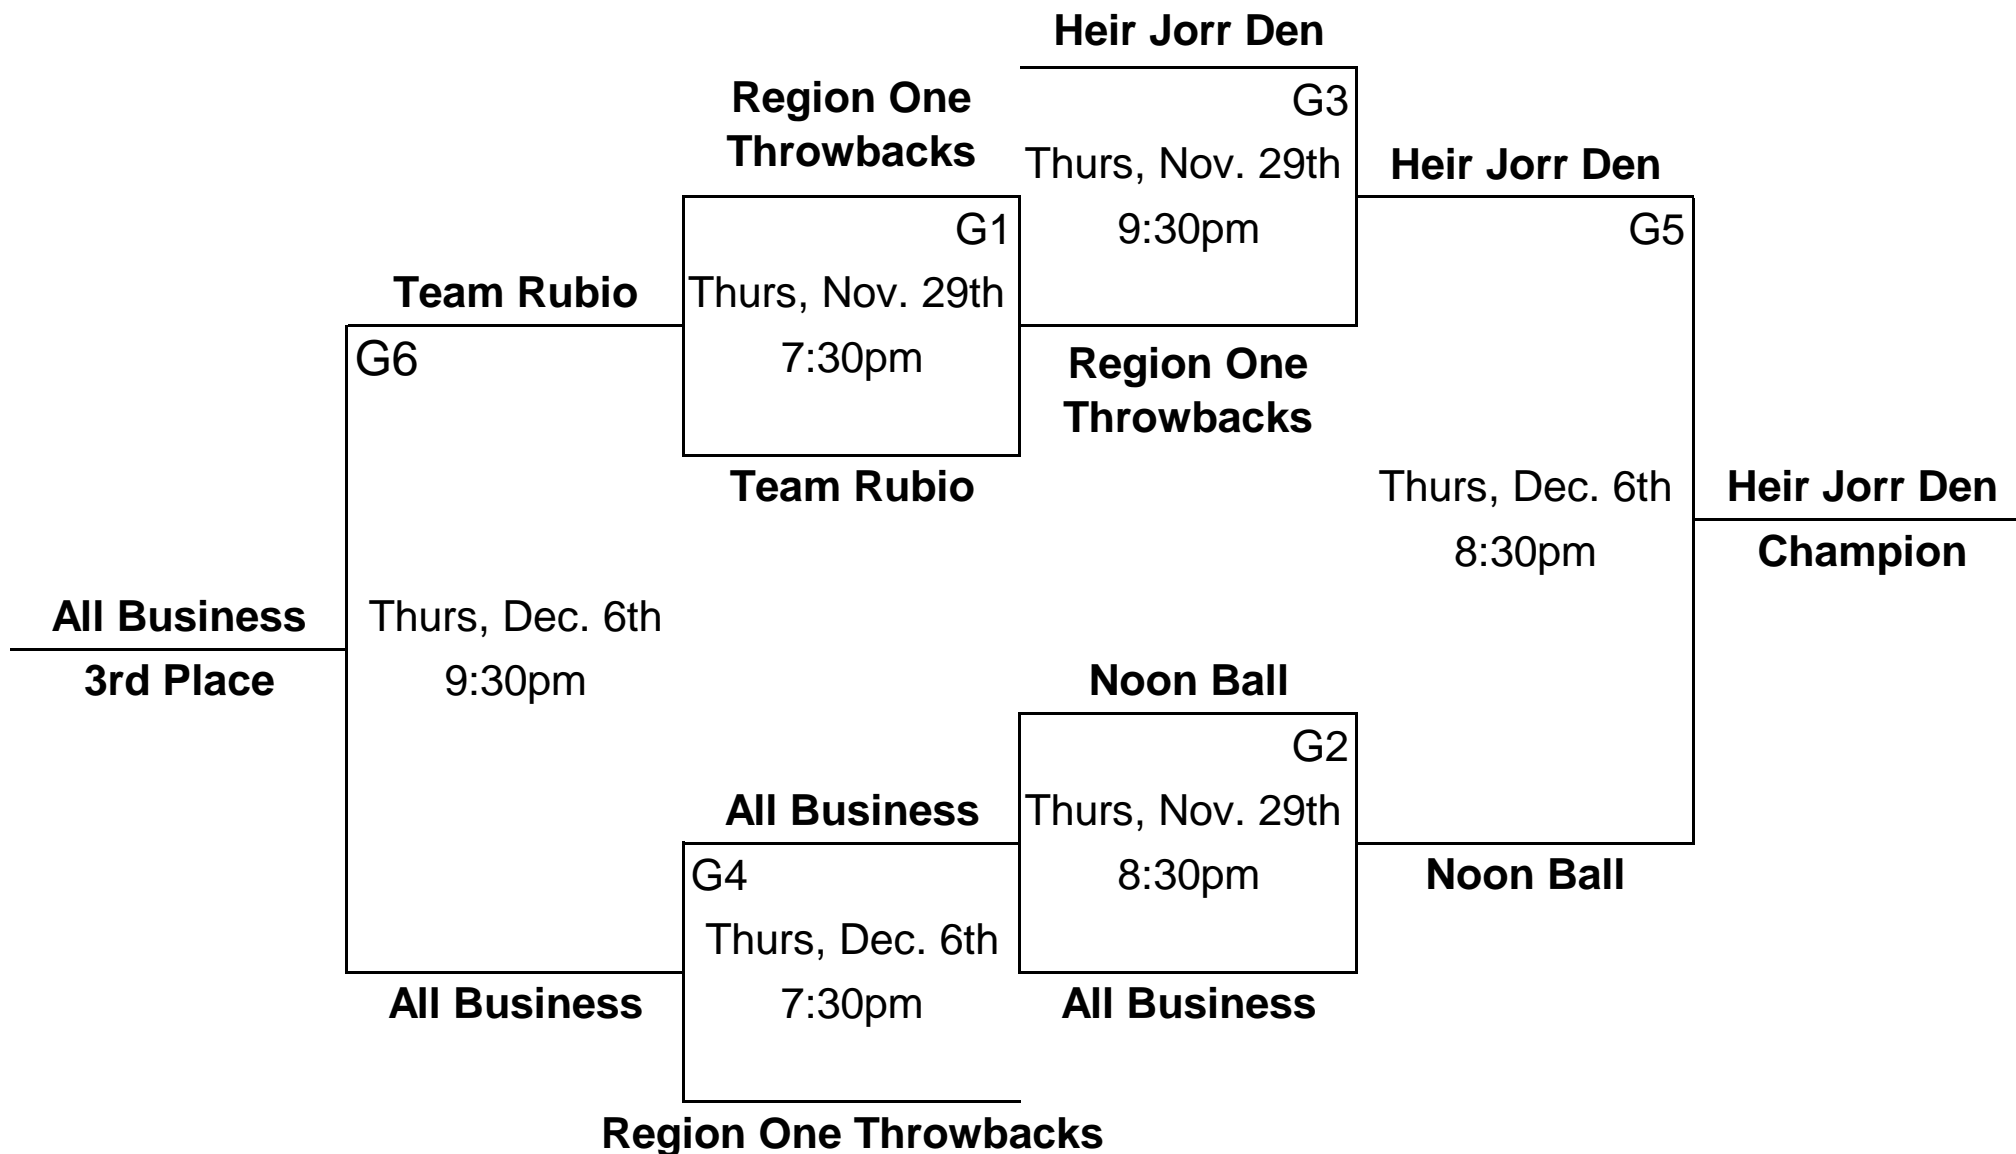 Heir Jorr Den
Region One
Throwbacks
G3
Thurs, Nov. 29th
9:30pm
Heir Jorr Den
G1
Thurs, Nov. 29th
7:30pm
G5
Team Rubio
G6
Region One
Throwbacks
Team Rubio
Thurs, Dec. 6th
8:30pm
Heir Jorr Den
Champion
All Business
3rd Place
Thurs, Dec. 6th
9:30pm
Noon Ball
G2
Thurs, Nov. 29th
8:30pm
All Business
G4
Thurs, Dec. 6th
7:30pm
Noon Ball
All Business
All Business
Region One Throwbacks